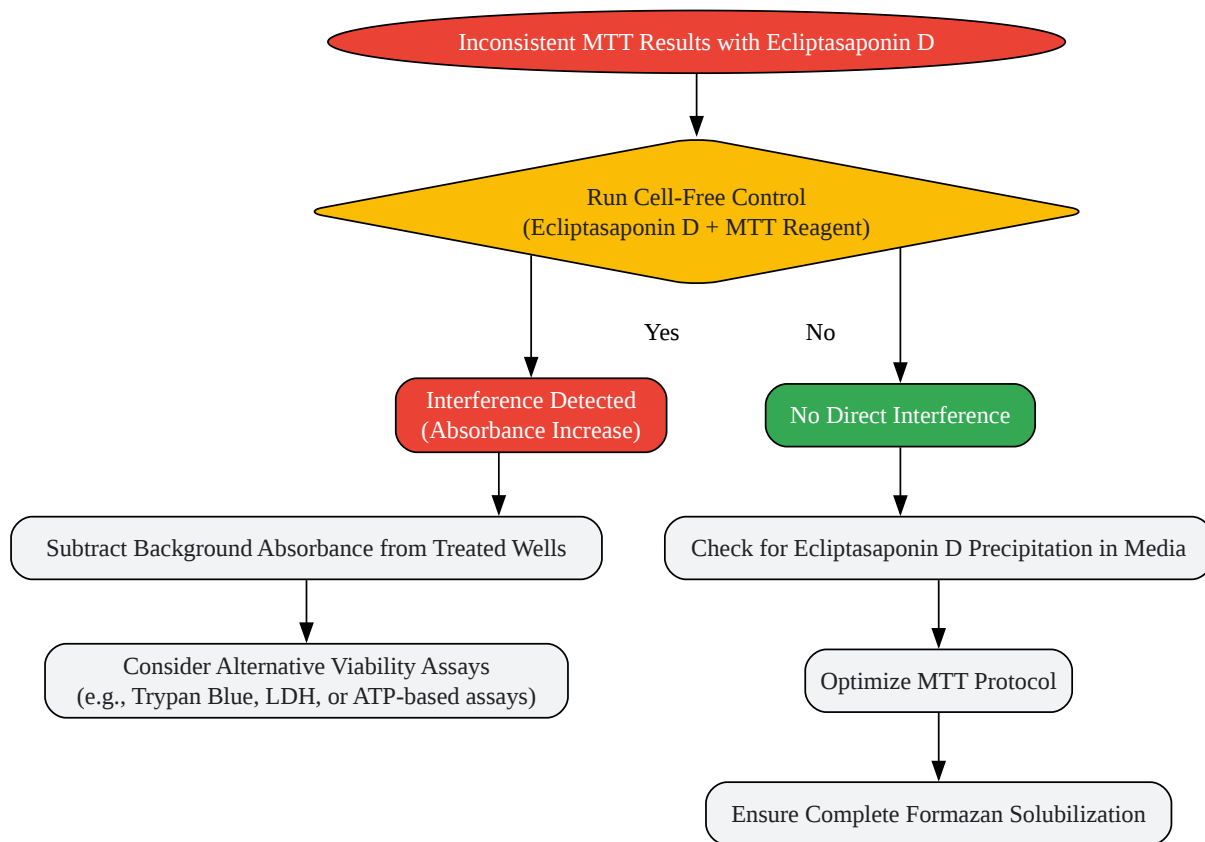 Inconsistent MTT Results with Ecliptasaponin D
Run Cell-Free Control
(Ecliptasaponin D + MTT Reagent)
Yes
No
Interference Detected
(Absorbance Increase)
No Direct Interference
Subtract Background Absorbance from Treated Wells
Check for Ecliptasaponin D Precipitation in Media
Consider Alternative Viability Assays
(e.g., Trypan Blue, LDH, or ATP-based assays)
Optimize MTT Protocol
Ensure Complete Formazan Solubilization